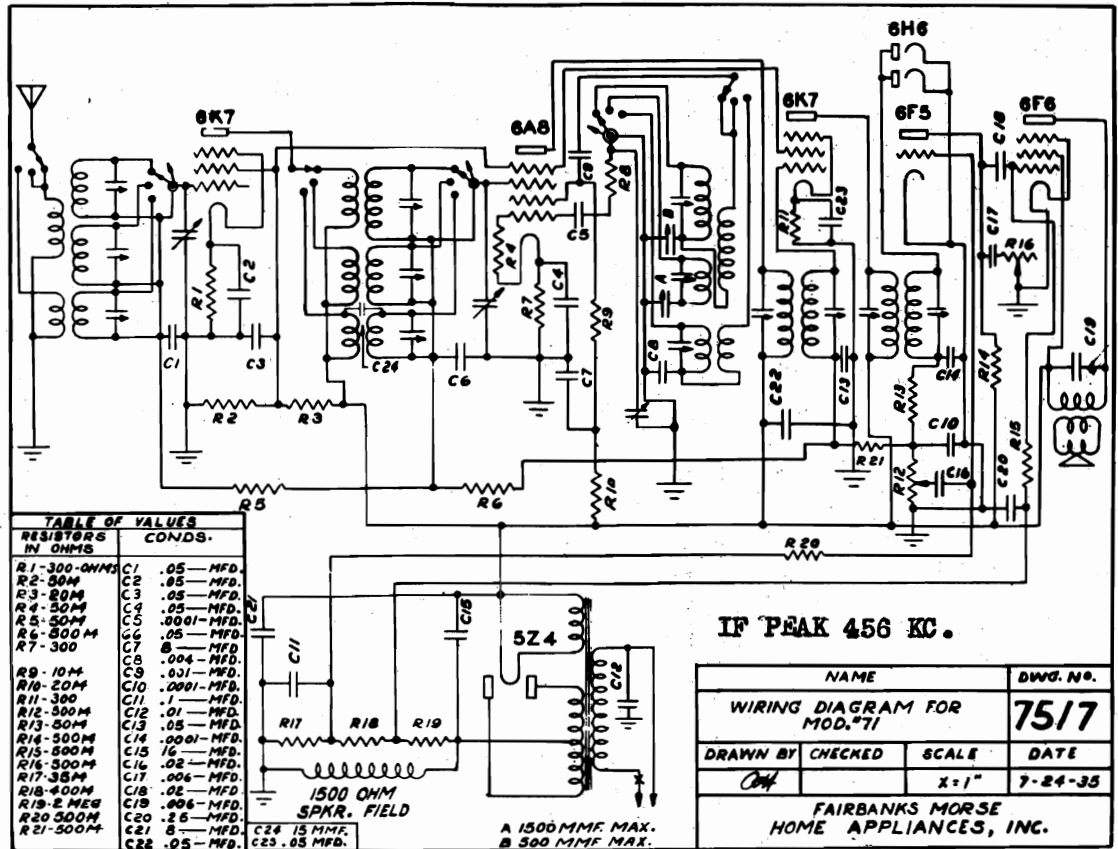 6H6
6K7
6A8
6K7
6F5
6F6
C18
C9
R8
C23
R11
C17
R16
C5
B
R4
C2
C4
R1
A
R7
R9
C19
C1
C3
C24
C6
C7
C8
C22
C13
C14
R14
R13
R2
R3
C10
R15
R21
R12
C16
C20
R5
R6
R10
R20
TABLE OF VALUES
RESISTORS IN OHMS CONDS.
R.1-300-OHMS C1 .05-MFD.
R2-50M C2 .05-MFD.
R3-20M C3 .05-MFD.
R4-50M C4 .05-MFD.
R5-50M C5 .0001-MFD.
R6-500M C6 .05-MFD.
R7-300 C7 8-MFD.
C8 .004-MFD.
R9-10M C9 .001-MFD.
R10-20M C10 .0001-MFD.
R11-300 C11 .1-MFD.
R12-500M C12 .01-MFD.
R13-50M C13 .05-MFD.
R14-500M C14 .0001-MFD.
R15-500M C15 16-MFD.
R16-500M C16 .02-MFD.
R17-35M C17 .006-MFD.
R18-400M C18 .02-MFD.
R19-2 MEG C19 .006-MFD.
R20 500M C20 .25-MFD.
R21-500M C21 8-MFD.
C22 .05-MFD.
C24 15 MMF.
C23 .05 MFD.
C21
C11
C15
5Z4
C12
R17
R18
R19
1500 OHM
SPKR. FIELD
A 1500 MMF. MAX.
B 500 MMF MAX.
IF PEAK 456 KC.
NAME DWG. NO.
WIRING DIAGRAM FOR
MOD.#71
7517
DRAWN BY CHECKED SCALE DATE
X=1" 7-24-35
FAIRBANKS MORSE
HOME APPLIANCES, INC.